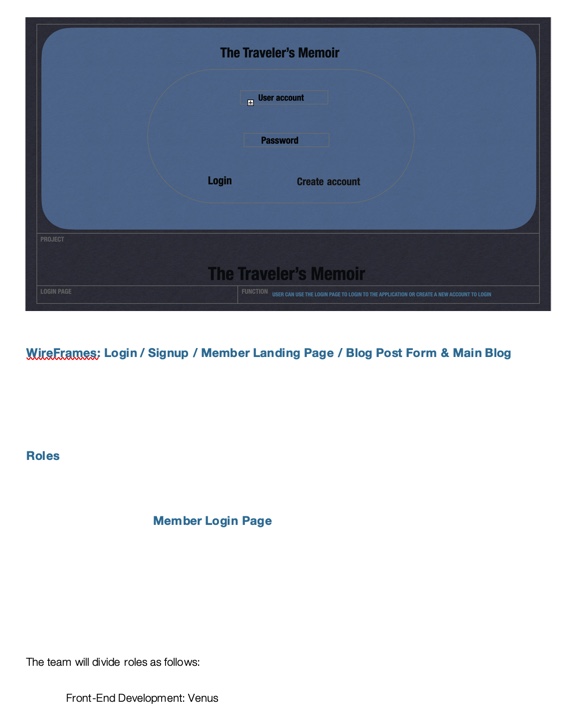 The Traveler's Memoir
User account
Password
Login Create account
PROJECT
The Traveler's Memoir
LOGIN PAGE FUNCTION USER CAN USE THE LOGIN PAGE TO LOGIN TO THE APPLICATION OR CREATE A NEW ACCOUNT TO LOGIN
WireFrames: Login / Signup / Member Landing Page / Blog Post Form & Main Blog
Roles
Member Login Page
The team will divide roles as follows:
Front-End Development: Venus